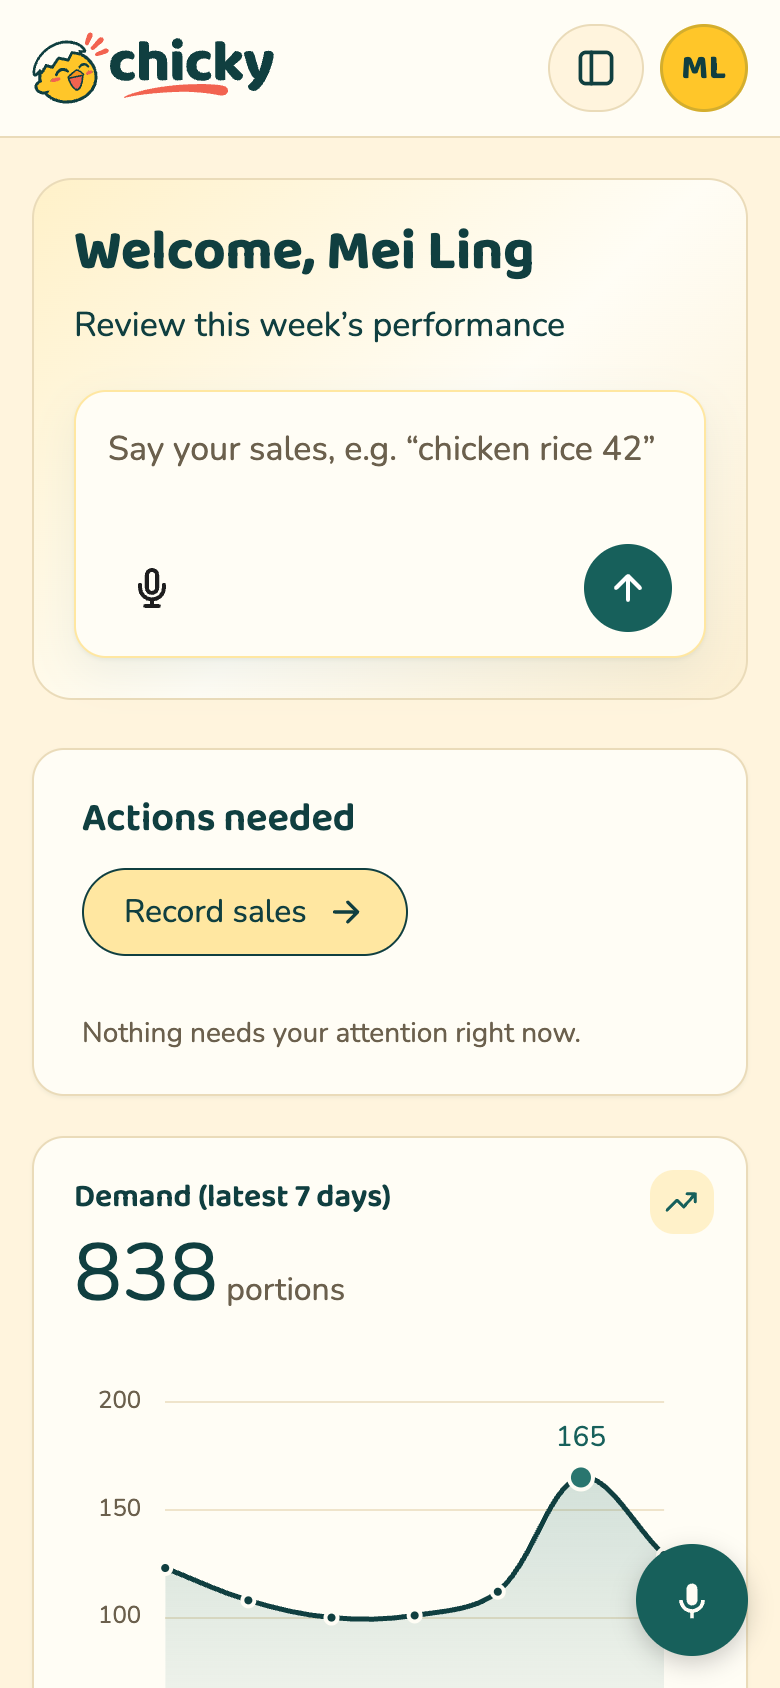 chicky
ML
Welcome, Mei Ling
Review this week’s performance
Say your sales, e.g. “chicken rice 42”
Actions needed
Record sales
Nothing needs your attention right now.
Demand (latest 7 days)
838 portions
200
165
150
100